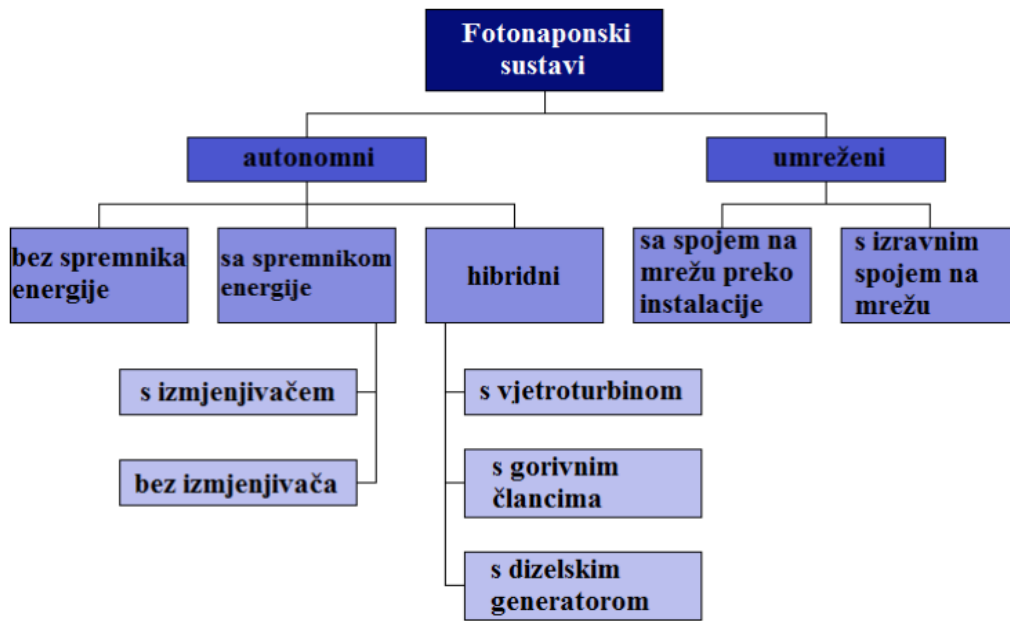 Fotonaponski
sustavi
autonomni
umreženi
bez spremnika
energije
sa spremnikom
energije
hibridni
sa spojem na
mrežu preko
instalacije
s izravnim
spojem na
mrežu
s izmjenjivačem
bez izmjenjivača
s vjetroturbinom
s gorivnim
člancima
s dizelskim
generatorom